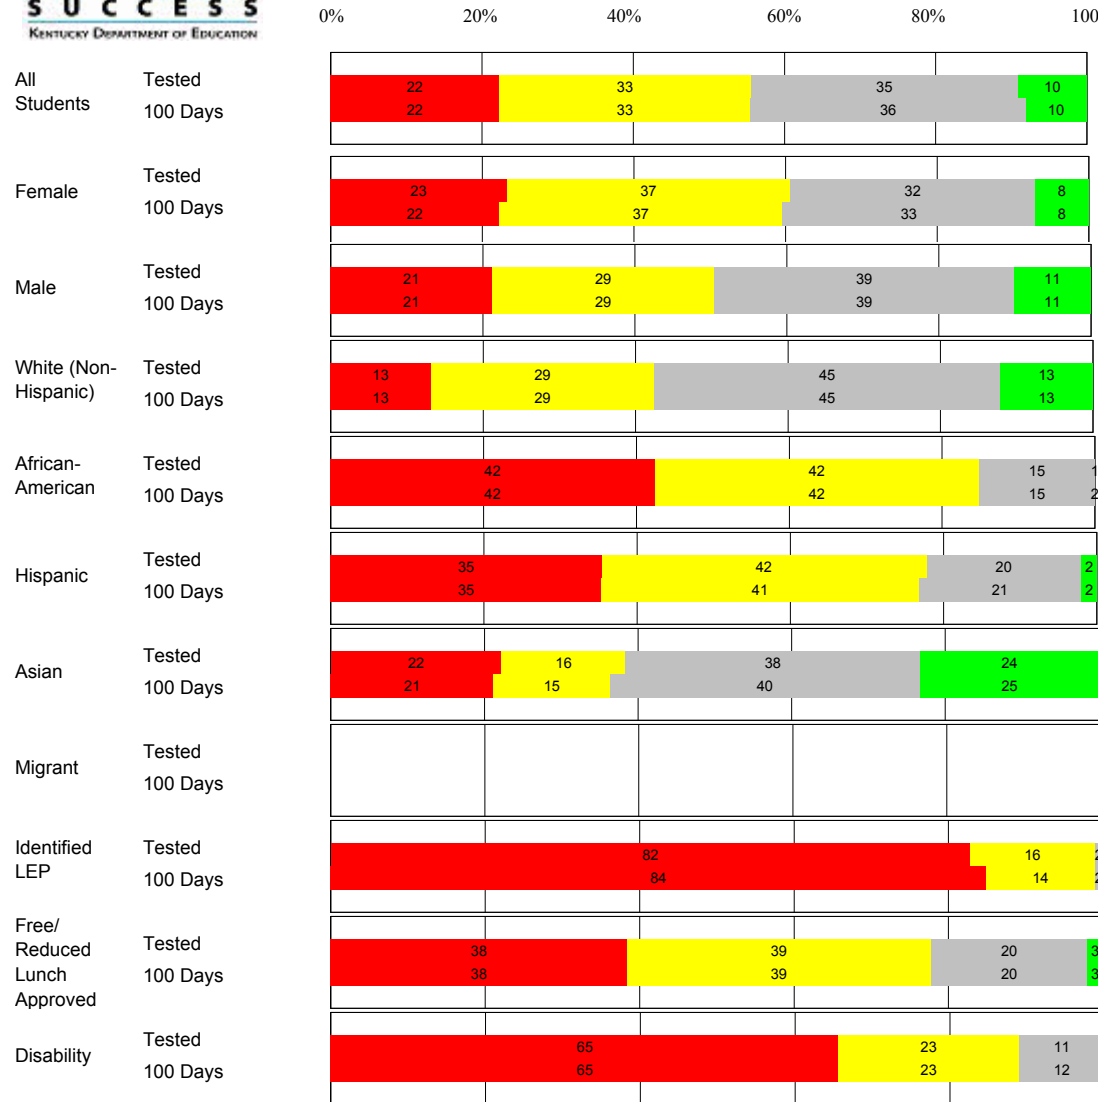 SUCCESS
KENTUCKY DEPARTMENT OF EDUCATION
0% 20% 40% 60% 80% 100
All Students
Tested 22 33 35 10
100 Days 22 33 36 10
Female
Tested 23 37 32 8
100 Days 22 37 33 8
Male
Tested 21 29 39 11
100 Days 21 29 39 11
White (Non-
Hispanic)
Tested 13 29 45 13
100 Days 13 29 45 13
African-
American
Tested 42 42 15 1
100 Days 42 42 15 2
Hispanic
Tested 35 42 20 2
100 Days 35 41 21 2
Asian
Tested 22 16 38 24
100 Days 21 15 40 25
Migrant
Tested
100 Days
Identified
LEP
Tested 82 16 2
100 Days 84 14 2
Free/
Reduced
Lunch
Approved
Tested 38 39 20 3
100 Days 38 39 20 3
Disability
Tested 65 23 11
100 Days 65 23 12